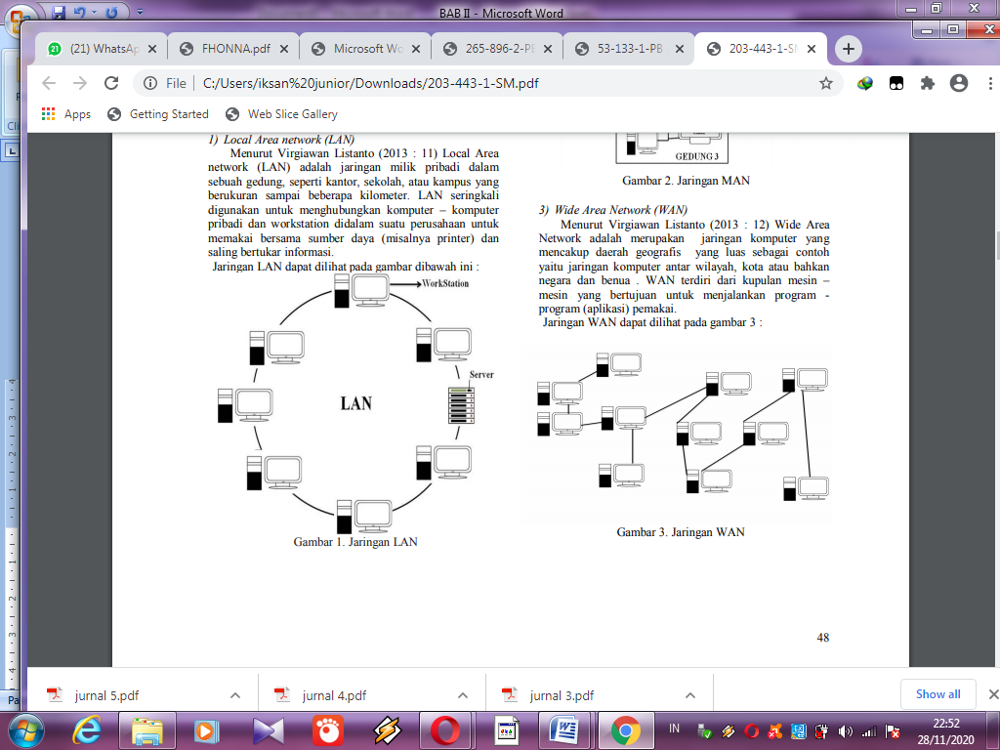 BAB II - Microsoft Word
(21) WhatsAp
FHONNA.pdf
Microsoft Wo
265-896-2-PB
53-133-1-PB
203-443-1-SM
File
C:/Users/iksan%20junior/Downloads/203-443-1-SM.pdf
Apps
Getting Started
Web Slice Gallery
1) Local Area network (LAN)
Menurut Virgiawan Listanto (2013 : 11) Local Area
network (LAN) adalah jaringan milik pribadi dalam
sebuah gedung, seperti kantor, sekolah, atau kampus yang
berukuran sampai beberapa kilometer. LAN seringkali
digunakan untuk menghubungkan komputer – komputer
pribadi dan workstation didalam suatu perusahaan untuk
memakai bersama sumber daya (misalnya printer) dan
saling bertukar informasi.
Jaringan LAN dapat dilihat pada gambar dibawah ini :
WorkStation
Server
LAN
Gambar 1. Jaringan LAN
GEDUNG 3
Gambar 2. Jaringan MAN
3) Wide Area Network (WAN)
Menurut Virgiawan Listanto (2013 : 12) Wide Area
Network adalah merupakan jaringan komputer yang
mencakup daerah geografis yang luas sebagai contoh
yaitu jaringan komputer antar wilayah, kota atau bahkan
negara dan benua . WAN terdiri dari kupulan mesin –
mesin yang bertujuan untuk menjalankan program -
program (aplikasi) pemakai.
Jaringan WAN dapat dilihat pada gambar 3 :
Gambar 3. Jaringan WAN
48
jurnal 5.pdf
jurnal 4.pdf
jurnal 3.pdf
Show all
IN
22:52
28/11/2020